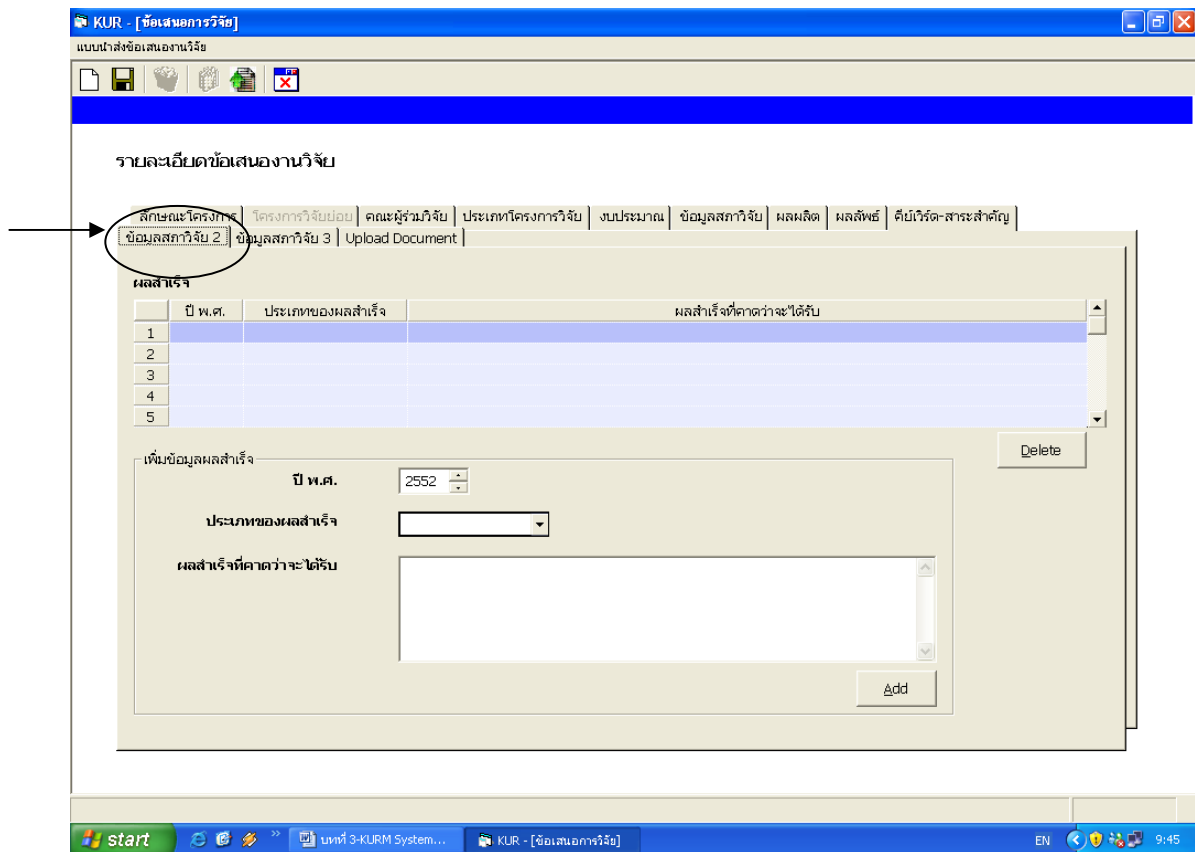 KUR - [ข้อเสนอการวิจัย]
แบบนำส่งข้อเสนองานวิจัย
รายละเอียดข้อเสนองานวิจัย
ลักษณะโครงการ โครงการวิจัยย่อย คณะผู้ร่วมวิจัย ประเภทโครงการวิจัย งบประมาณ ข้อมูลสภาวิจัย ผลผลิต ผลลัพธ์ คีย์เวิร์ด-สาระสำคัญ
ข้อมูลสภาวิจัย 2 ข้อมูลสภาวิจัย 3 Upload Document
ผลสำเร็จ
ปี พ.ศ. ประเภทของผลสำเร็จ ผลสำเร็จที่คาดว่าจะได้รับ
1
2
3
4
5
Delete
เพิ่มข้อมูลผลสำเร็จ
ปี พ.ศ. 2552
ประเภทของผลสำเร็จ
ผลสำเร็จที่คาดว่าจะได้รับ
Add
start บทที่ 3-KURM System... KUR - [ข้อเสนอการวิจัย] EN 9:45